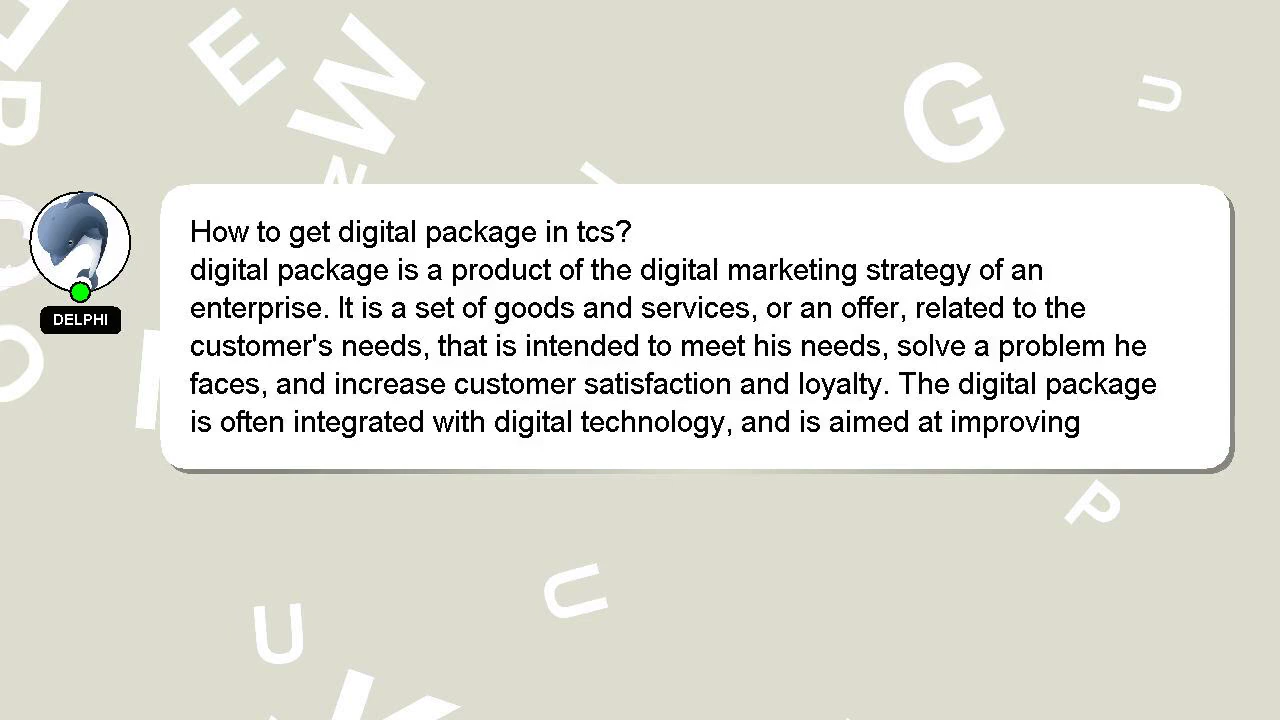 E
W
G
U
N
DELPHI
How to get digital package in tcs?
digital package is a product of the digital marketing strategy of an
enterprise. It is a set of goods and services, or an offer, related to the
customer's needs, that is intended to meet his needs, solve a problem he
faces, and increase customer satisfaction and loyalty. The digital package
is often integrated with digital technology, and is aimed at improving
P
U
U
K